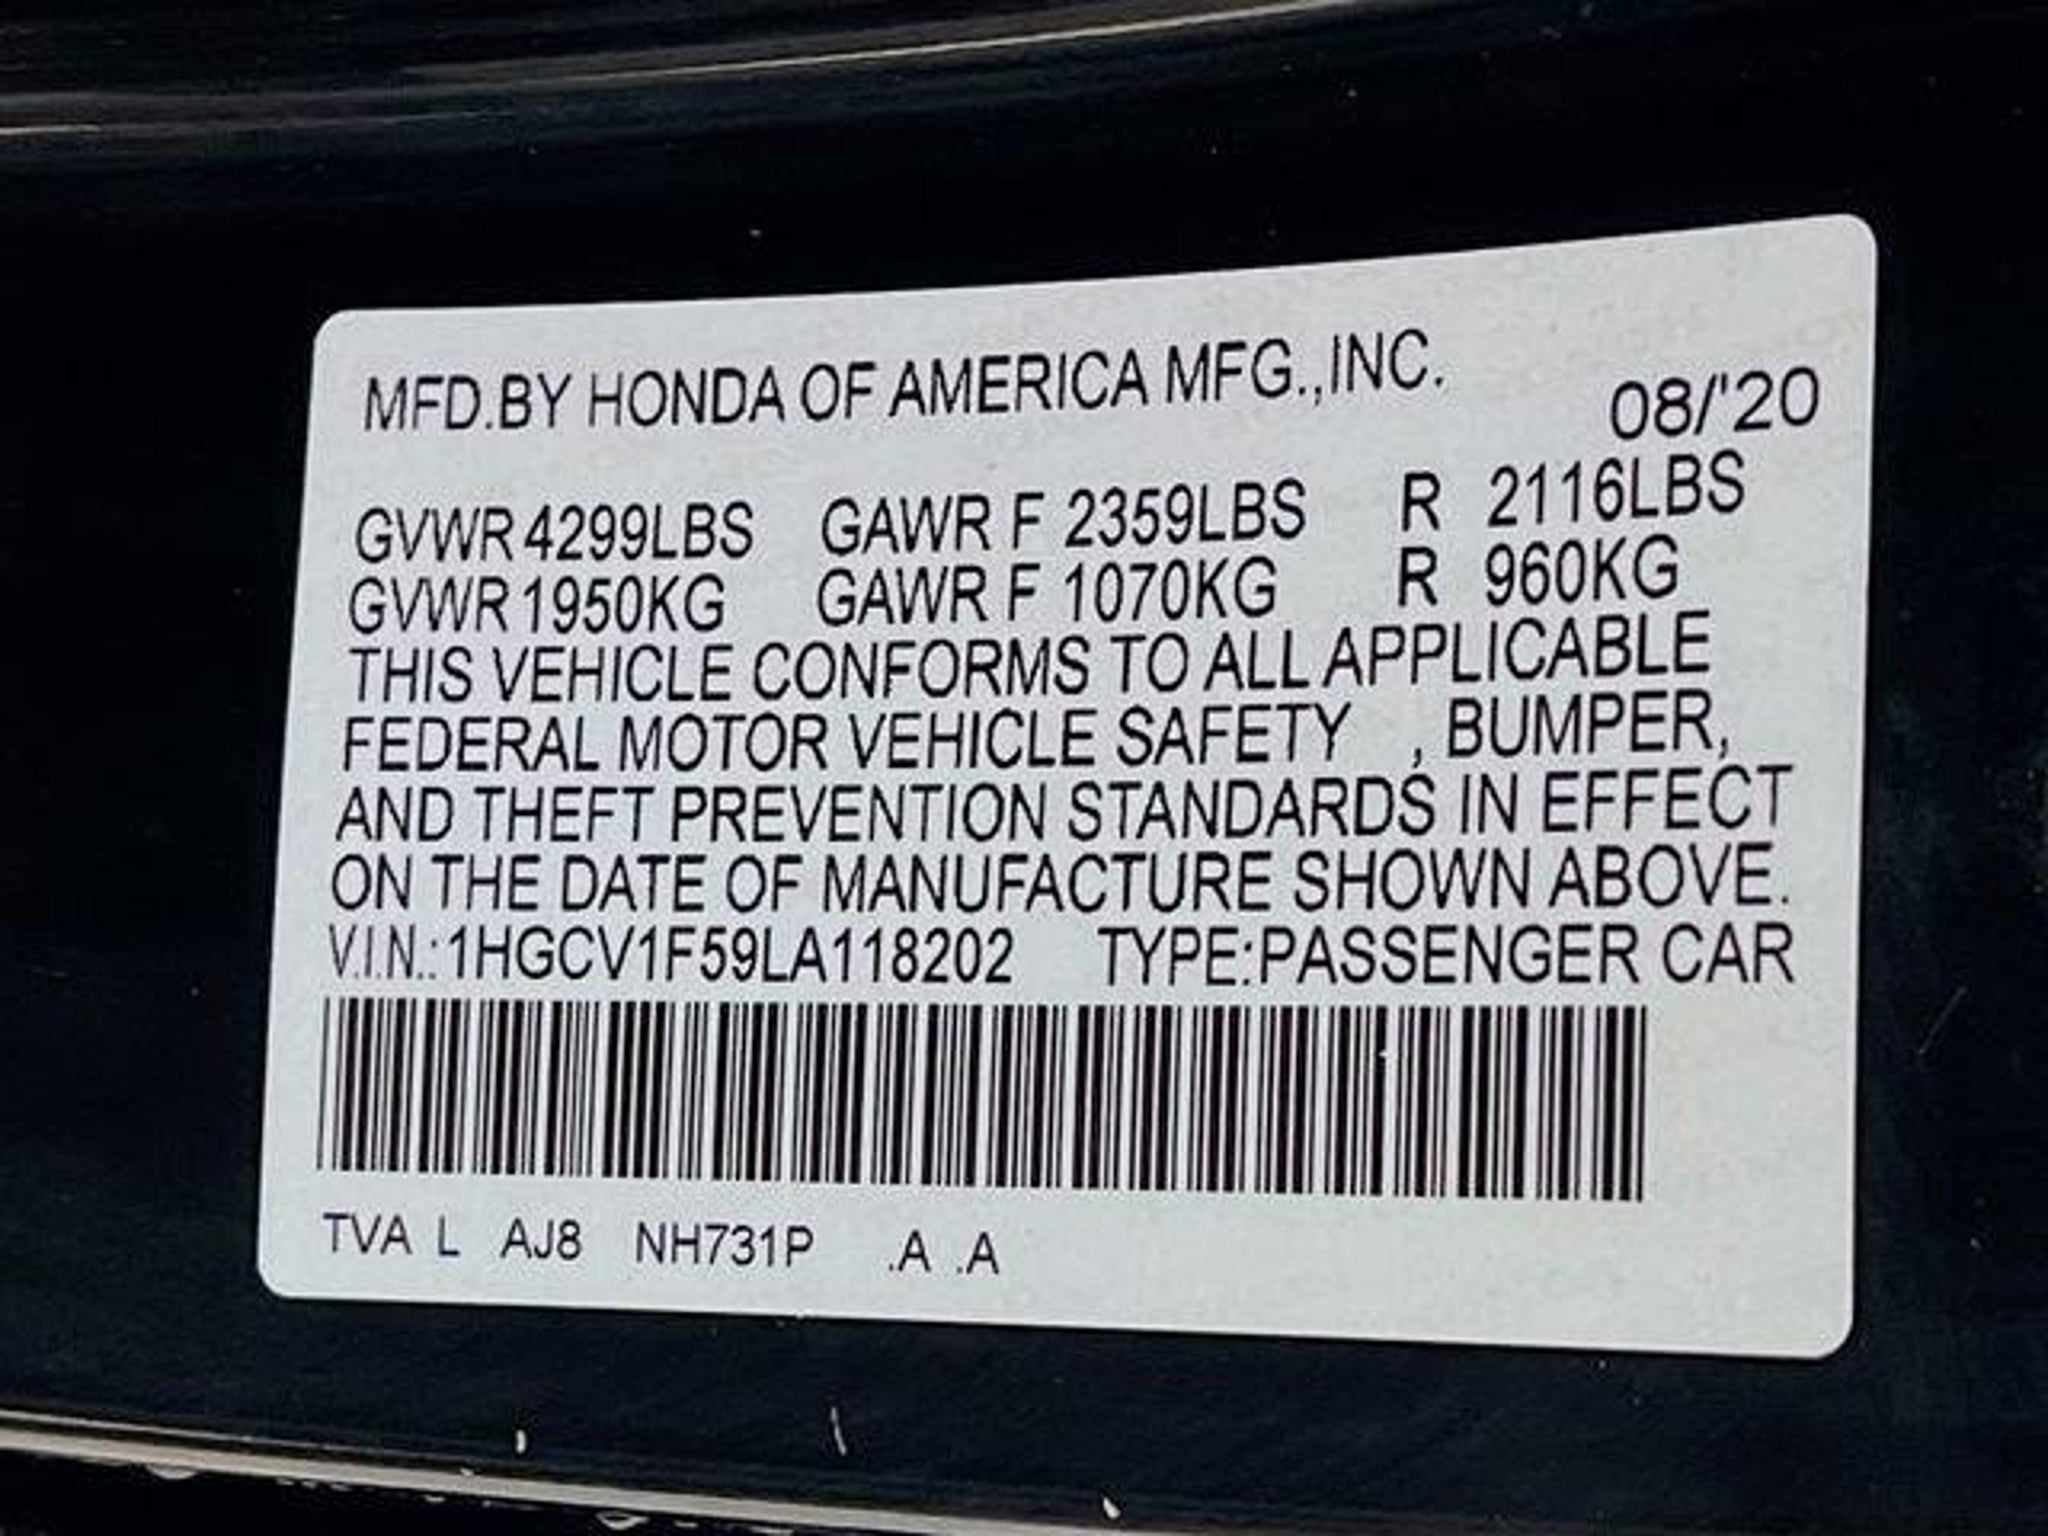 MFD.BY HONDA OF AMERICA MFG.,INC.
08/'20
GVWR 4299LBS GAWR F 2359LBS R 2116LBS
GVWR 1950KG GAWR F 1070KG R 960KG
THIS VEHICLE CONFORMS TO ALL APPLICABLE
FEDERAL MOTOR VEHICLE SAFETY , BUMPER,
AND THEFT PREVENTION STANDARDS IN EFFECT
ON THE DATE OF MANUFACTURE SHOWN ABOVE.
V.I.N.:1HGCV1F59LA118202 TYPE:PASSENGER CAR
TVA L AJ8 NH731P .A .A